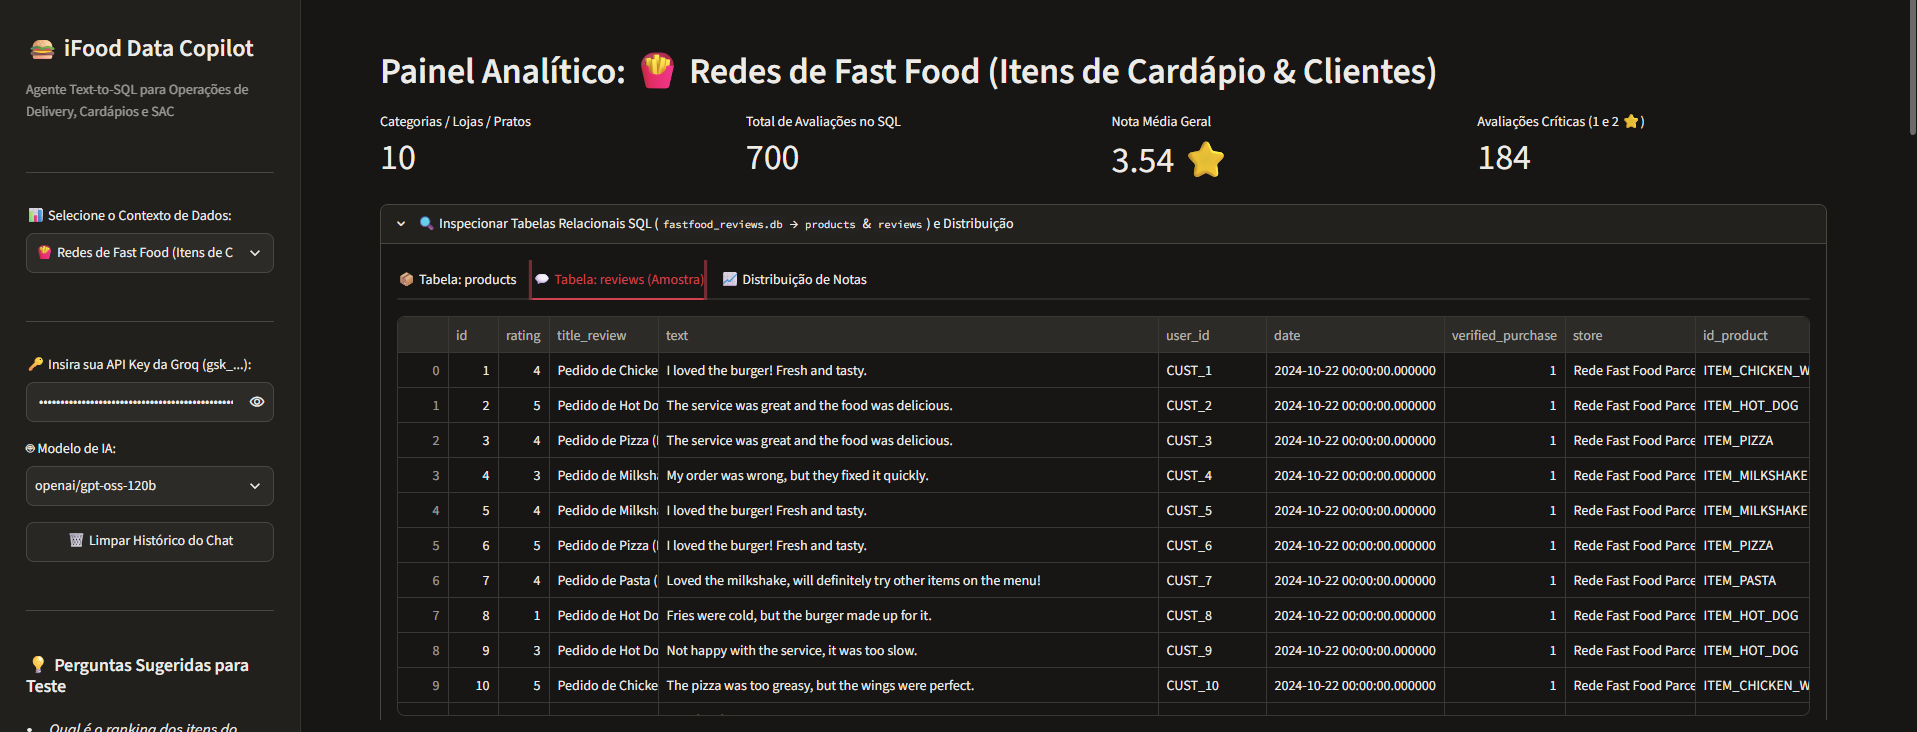 iFood Data Copilot
Agente Text-to-SQL para Operações de
Delivery, Cardápios e SAC
Selecione o Contexto de Dados:
Redes de Fast Food (Itens de C
Insira sua API Key da Groq (gsk_...):
Modelo de IA:
openai/gpt-oss-120b
Limpar Histórico do Chat
Perguntas Sugeridas para
Teste
Qual é o ranking dos itens do
Painel Analítico: Redes de Fast Food (Itens de Cardápio & Clientes)
Categorias / Lojas / Pratos
10
Total de Avaliações no SQL
700
Nota Média Geral
3.54
Avaliações Críticas (1 e 2 ⭐)
184
Inspecionar Tabelas Relacionais SQL ( fastfood_reviews.db → products & reviews ) e Distribuição
Tabela: products Tabela: reviews (Amostra) Distribuição de Notas
id rating title_review text user_id date verified_purchase store id_product
0 1 4 Pedido de Chicke I loved the burger! Fresh and tasty. CUST_1 2024-10-22 00:00:00.000000 1 Rede Fast Food Parce ITEM_CHICKEN_W
1 2 5 Pedido de Hot Do The service was great and the food was delicious. CUST_2 2024-10-22 00:00:00.000000 1 Rede Fast Food Parce ITEM_HOT_DOG
2 3 4 Pedido de Pizza ( The service was great and the food was delicious. CUST_3 2024-10-22 00:00:00.000000 1 Rede Fast Food Parce ITEM_PIZZA
3 4 3 Pedido de Milksh My order was wrong, but they fixed it quickly. CUST_4 2024-10-22 00:00:00.000000 1 Rede Fast Food Parce ITEM_MILKSHAKE
4 5 4 Pedido de Milksh I loved the burger! Fresh and tasty. CUST_5 2024-10-22 00:00:00.000000 1 Rede Fast Food Parce ITEM_MILKSHAKE
5 6 5 Pedido de Pizza ( I loved the burger! Fresh and tasty. CUST_6 2024-10-22 00:00:00.000000 1 Rede Fast Food Parce ITEM_PIZZA
6 7 4 Pedido de Pasta ( Loved the milkshake, will definitely try other items on the menu! CUST_7 2024-10-22 00:00:00.000000 1 Rede Fast Food Parce ITEM_PASTA
7 8 1 Pedido de Hot Do Fries were cold, but the burger made up for it. CUST_8 2024-10-22 00:00:00.000000 1 Rede Fast Food Parce ITEM_HOT_DOG
8 9 3 Pedido de Hot Do Not happy with the service, it was too slow. CUST_9 2024-10-22 00:00:00.000000 1 Rede Fast Food Parce ITEM_HOT_DOG
9 10 5 Pedido de Chicke The pizza was too greasy, but the wings were perfect. CUST_10 2024-10-22 00:00:00.000000 1 Rede Fast Food Parce ITEM_CHICKEN_W